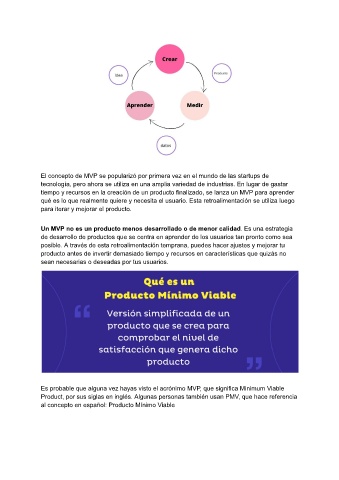 Crear
Idea
Producto
Aprender
Medir
datos
El concepto de MVP se popularizó por primera vez en el mundo de las startups de
tecnología, pero ahora se utiliza en una amplia variedad de industrias. En lugar de gastar
tiempo y recursos en la creación de un producto finalizado, se lanza un MVP para aprender
qué es lo que realmente quiere y necesita el usuario. Esta retroalimentación se utiliza luego
para iterar y mejorar el producto.
Un MVP no es un producto menos desarrollado o de menor calidad. Es una estrategia
de desarrollo de productos que se centra en aprender de los usuarios tan pronto como sea
posible. A través de esta retroalimentación temprana, puedes hacer ajustes y mejorar tu
producto antes de invertir demasiado tiempo y recursos en características que quizás no
sean necesarias o deseadas por tus usuarios.
Qué es un
Producto Mínimo Viable
“
Versión simplificada de un
producto que se crea para
comprobar el nivel de
satisfacción que genera dicho
producto
”
Es probable que alguna vez hayas visto el acrónimo MVP, que significa Minimum Viable
Product, por sus siglas en inglés. Algunas personas también usan PMV, que hace referencia
al concepto en español: Producto Mínimo Viable